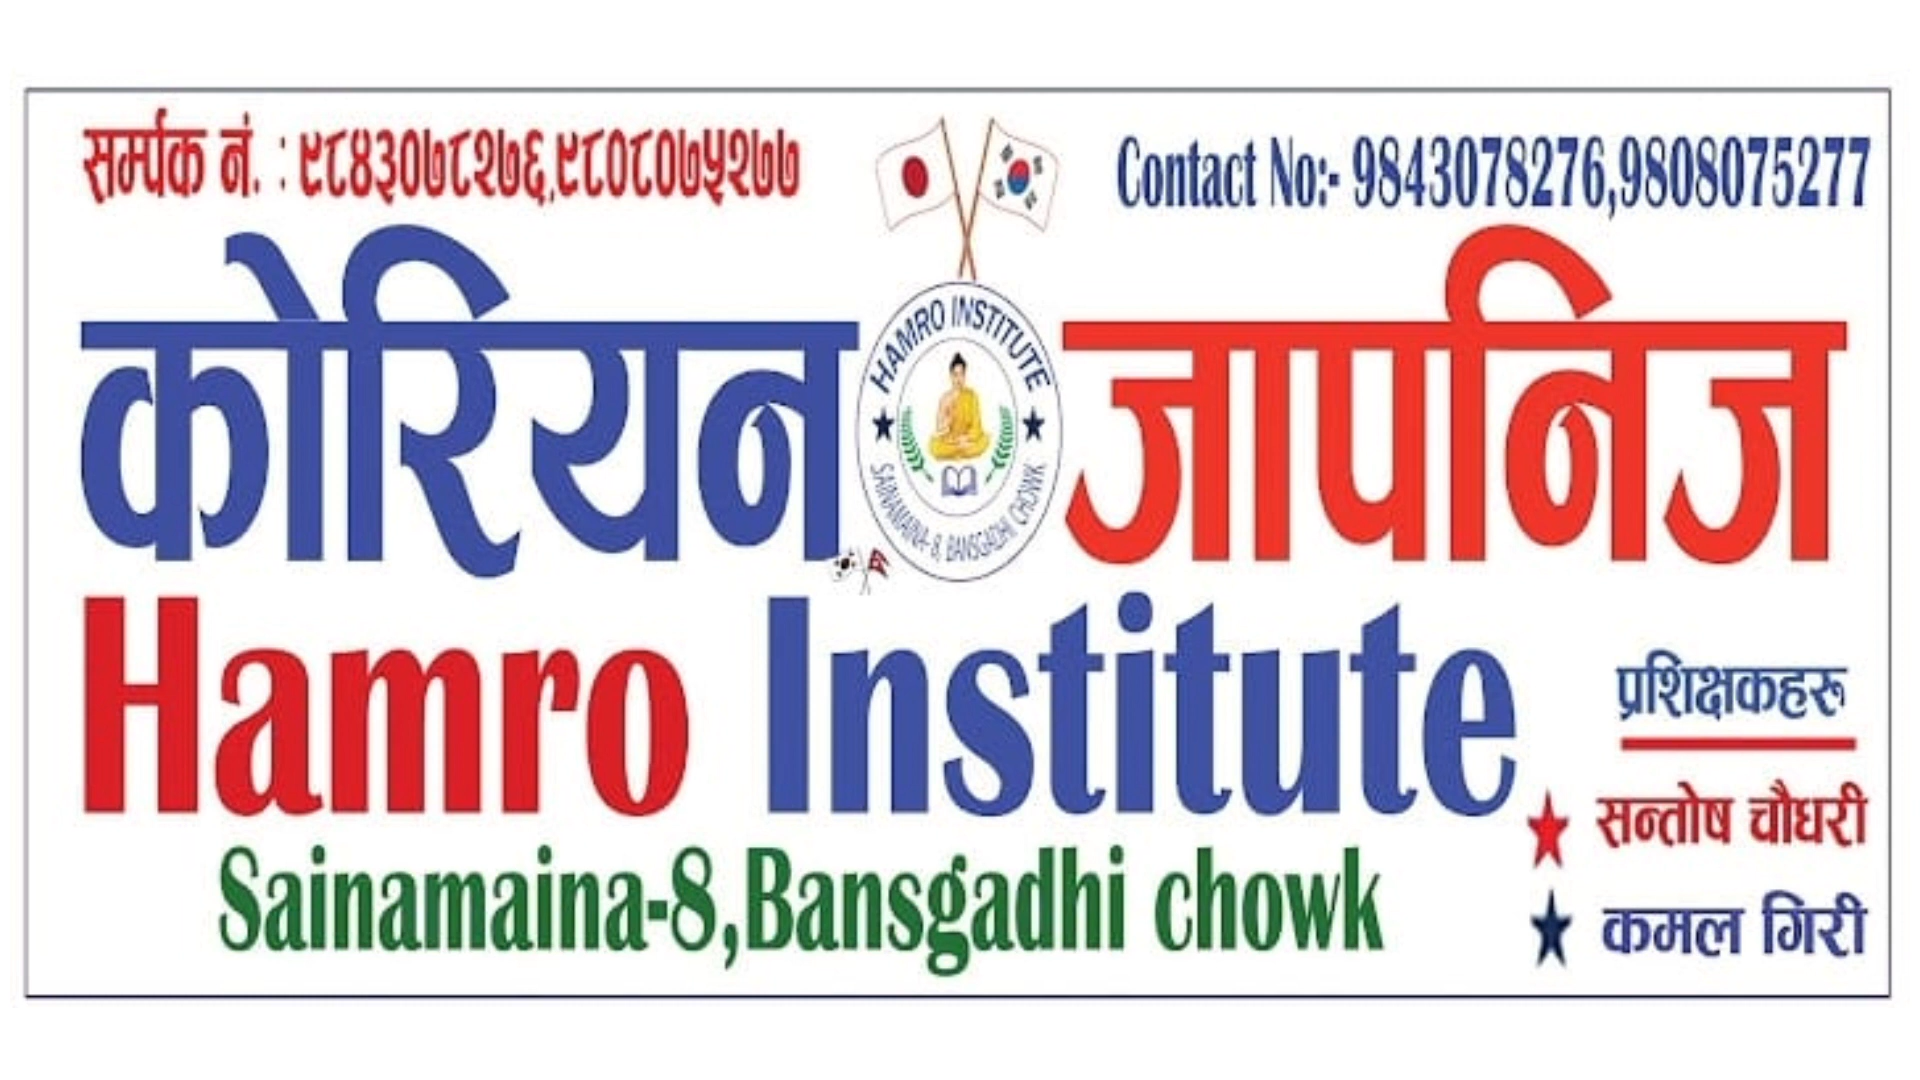 सर्म्पक नं. : ९८४३०७८२७६,९८०८०७५२७७
Contact No:- 9843078276,9808075277
कोरियन जापनिज
HAMRO INSTITUTE
SAINAMAINA- 8, BANSGADHI CHOWK
Hamro Institute
Sainamaina-8,Bansgadhi chowk
प्रशिक्षकहरू
सन्तोष चौधरी
कमल गिरी